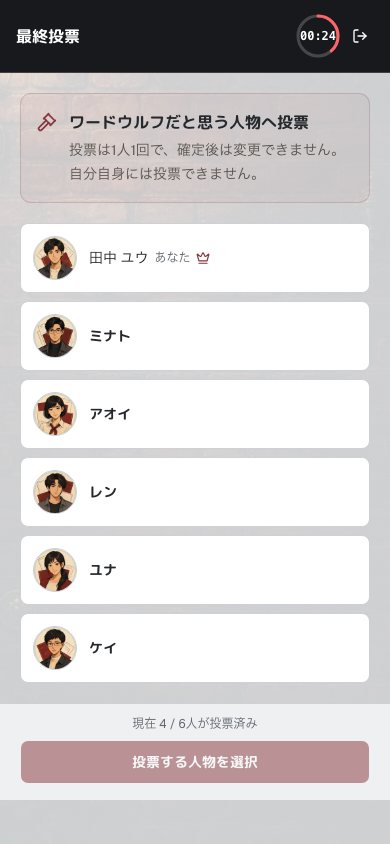 最終投票
00:24
ワードウルフだと思う人物へ投票
投票は1人1回で、確定後は変更できません。
自分自身には投票できません。
田中 ユウ あなた
ミナト
アオイ
レン
ユナ
ケイ
現在 4 / 6人が投票済み
投票する人物を選択